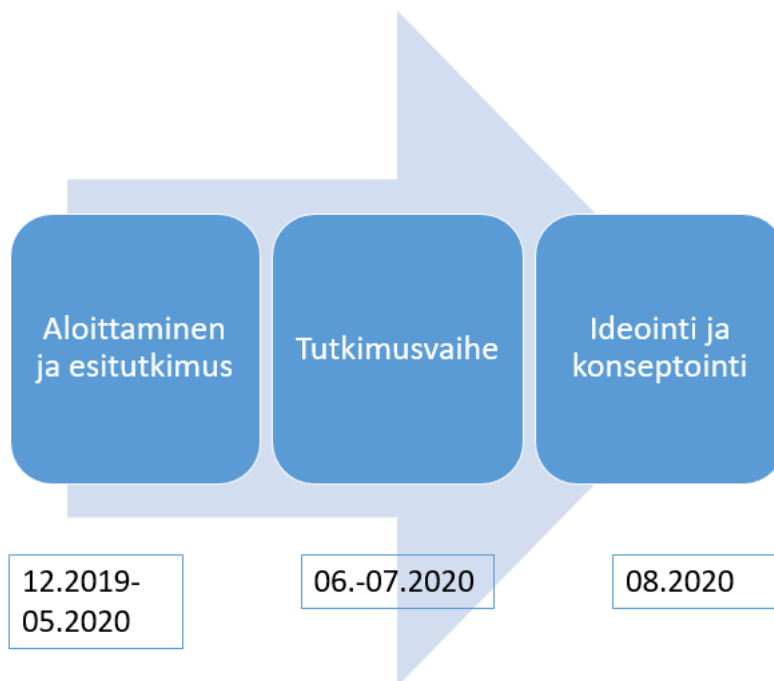 Aloittaminen
ja esitutkimus
Tutkimusvaihe
Ideointi ja
konseptointi
12.2019-
05.2020
06.-07.2020
08.2020